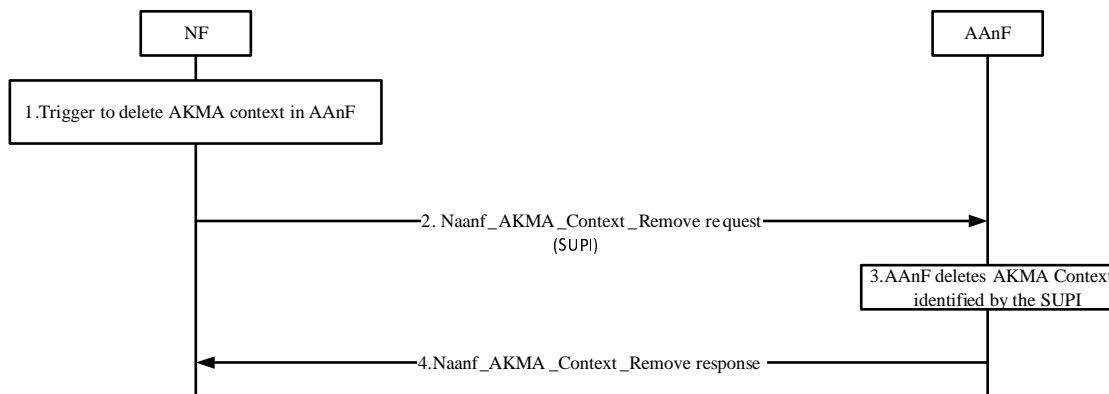 NF
AAnF
1.Trigger to delete AKMA context in AAnF
2. Naanf_AKMA_Context_Remove request
(SUPI)
3.AAnF deletes AKMA Context
identified by the SUPI
4.Naanf_AKMA_Context_Remove response